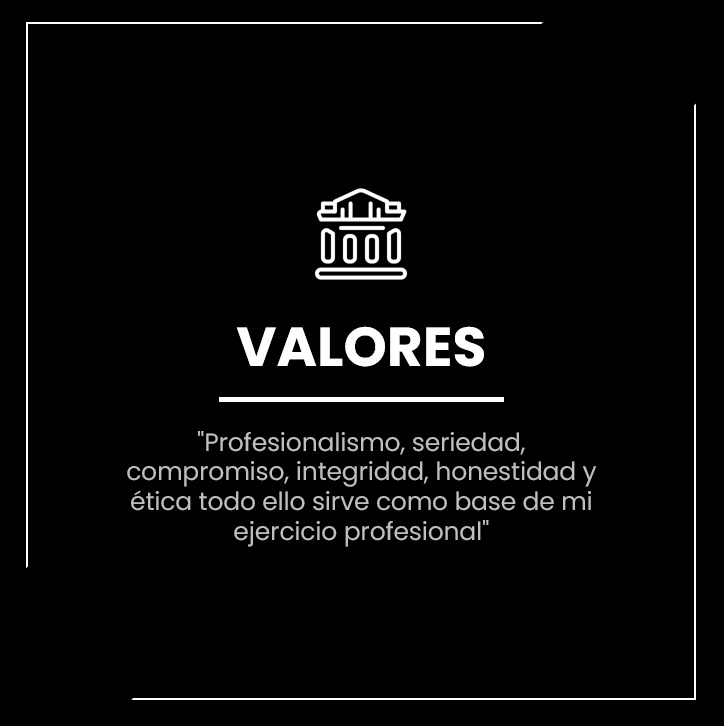 VALORES
"Profesionalismo, seriedad,
compromiso, integridad, honestidad y
ética todo ello sirve como base de mi
ejercicio profesional"